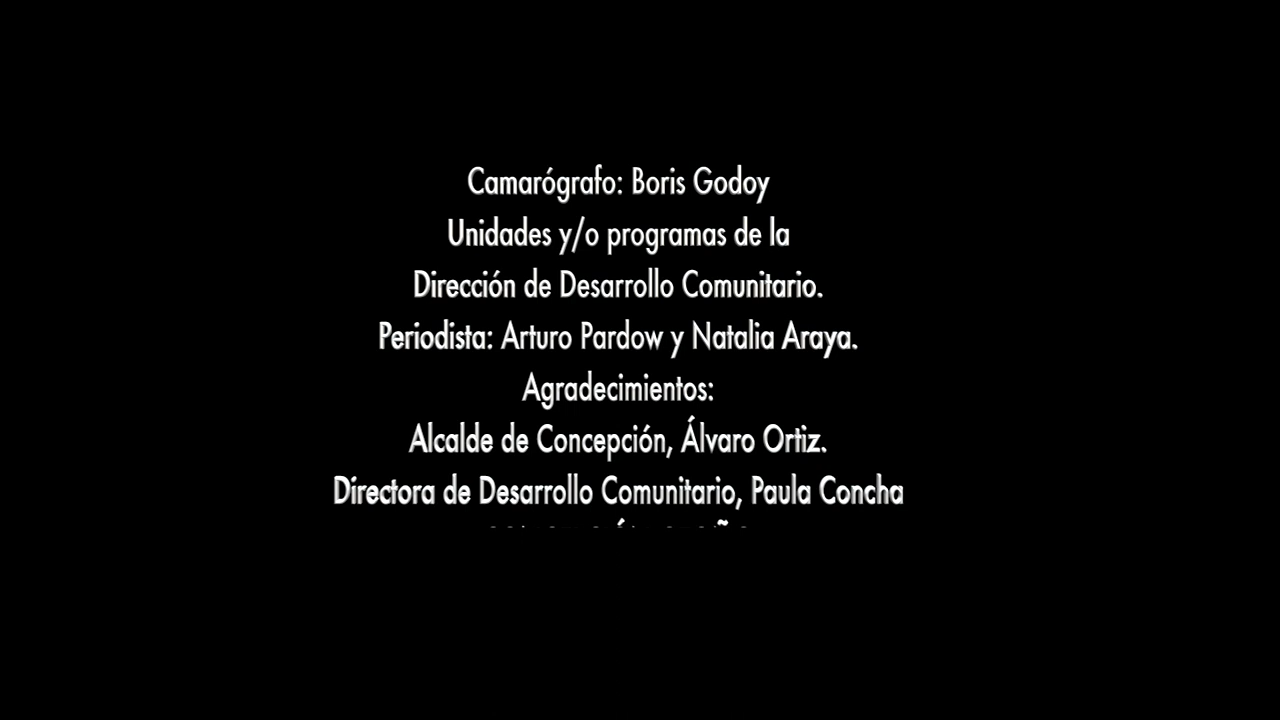 Camarógrafo: Boris Godoy
Unidades y/o programas de la
Dirección de Desarrollo Comunitario.
Periodista: Arturo Pardow y Natalia Araya.
Agradecimientos:
Alcalde de Concepción, Álvaro Ortiz.
Directora de Desarrollo Comunitario, Paula Concha